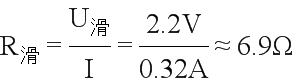 R滑 = U滑/I = 2.2V/0.32A ≈ 6.9Ω